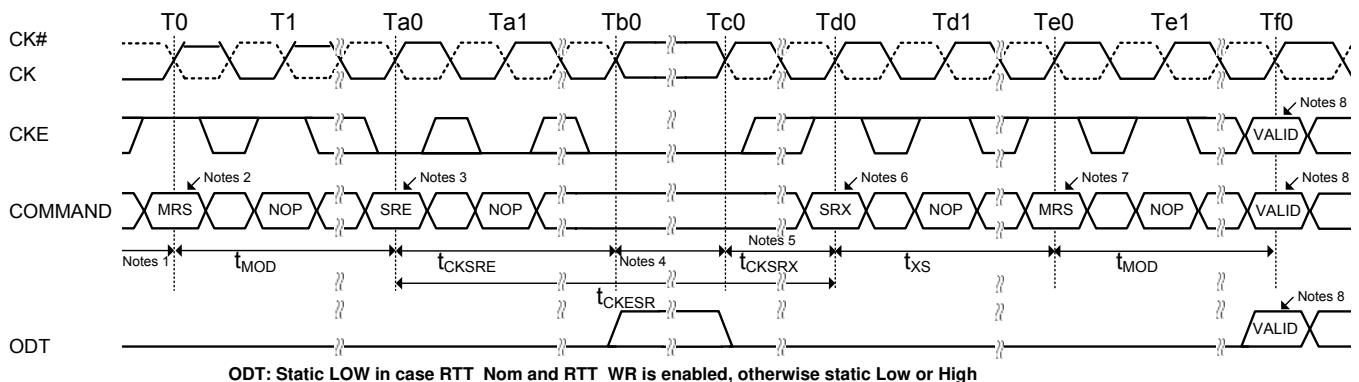 T0 T1 Ta0 Ta1 Tb0 Tc0 Td0 Td1 Te0 Te1 Tf0
CK#
CK
Notes 8
CKE VALID
Notes 2 Notes 3 Notes 6 Notes 7 Notes 8
COMMAND MRS NOP SRE NOP SRX NOP MRS NOP VALID
Notes 1 tMOD tCKSRE Notes 4 Notes 5 tCKSRX tXS tMOD
tCKESR
Notes 8
VALID
ODT
ODT: Static LOW in case RTT_Nom and RTT_WR is enabled, otherwise static Low or High